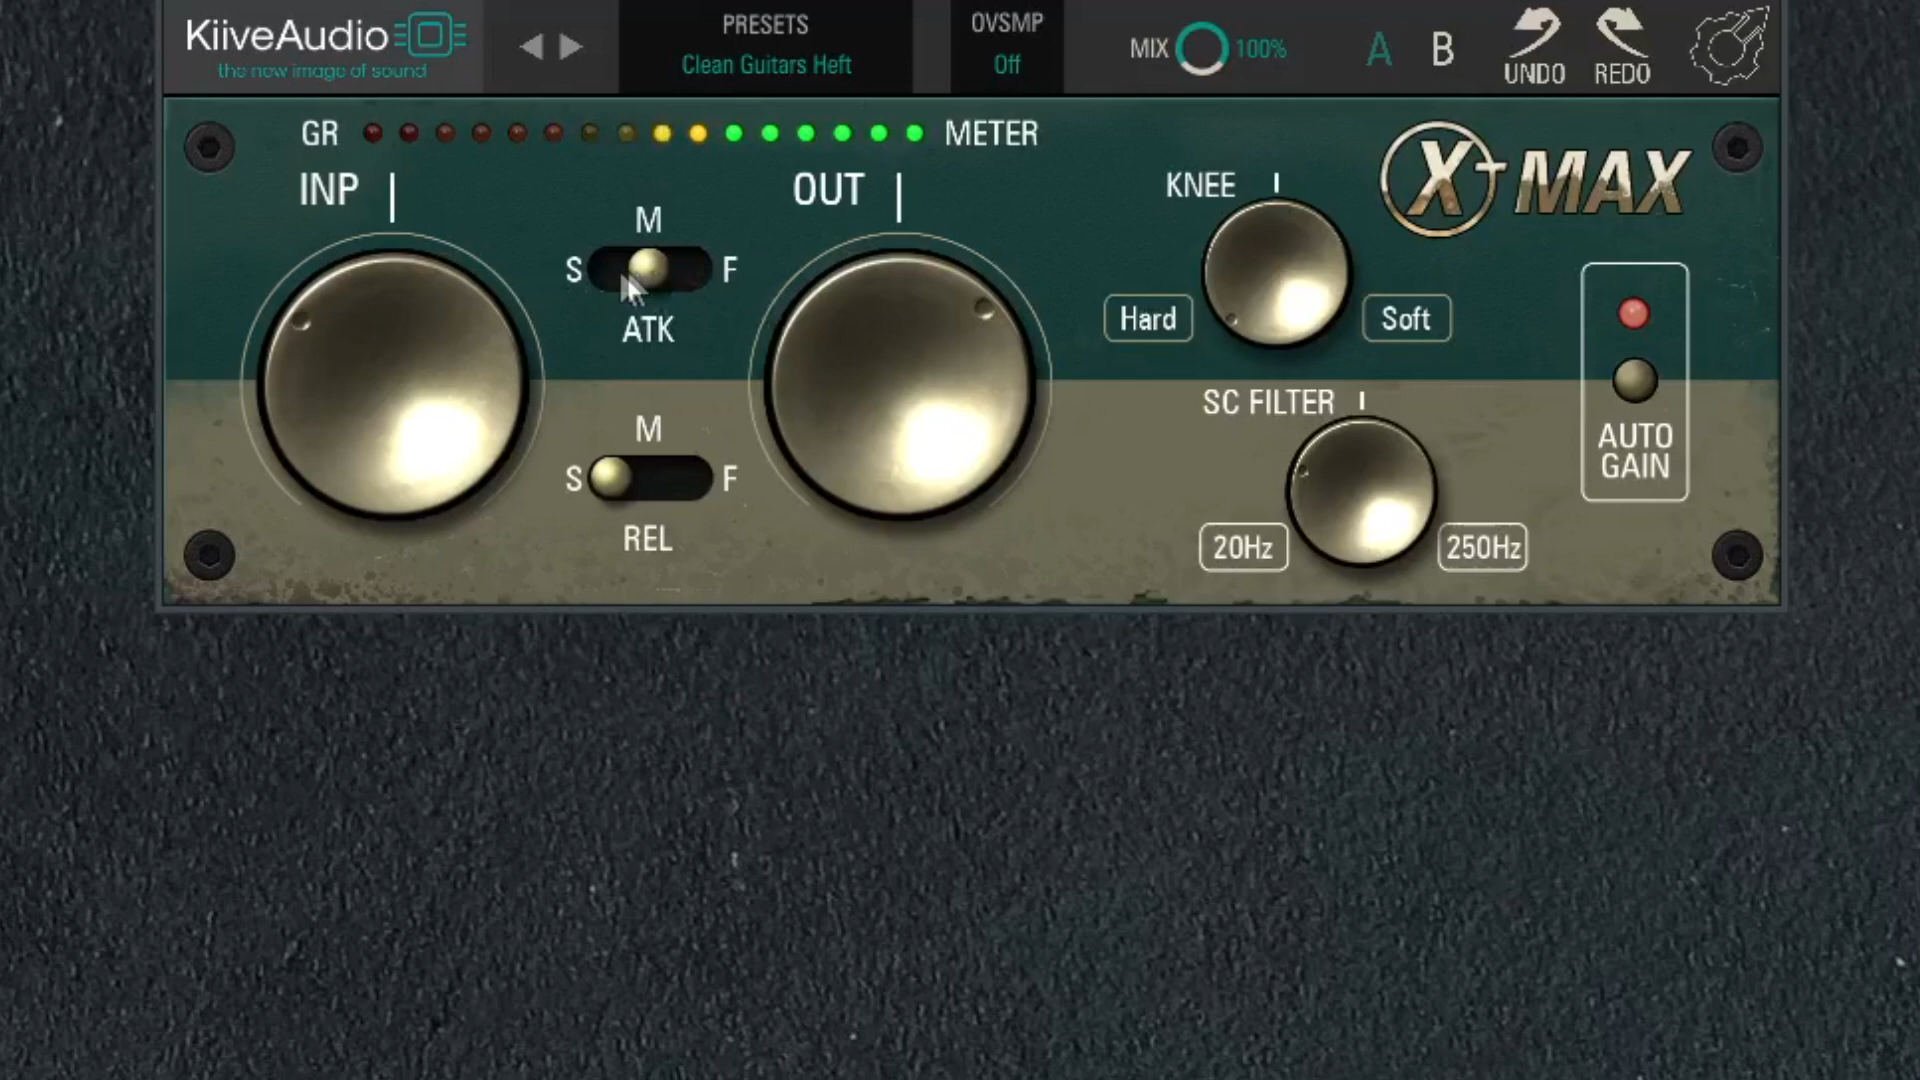 KiiveAudio
the new image of sound
PRESETS
Clean Guitars Heft
OVSMP
Off
MIX 100%
A B
UNDO REDO
GR METER
INP
M
S F
ATK
M
S F
REL
OUT
KNEE
Hard Soft
X MAX
SC FILTER
20Hz 250Hz
AUTO
GAIN